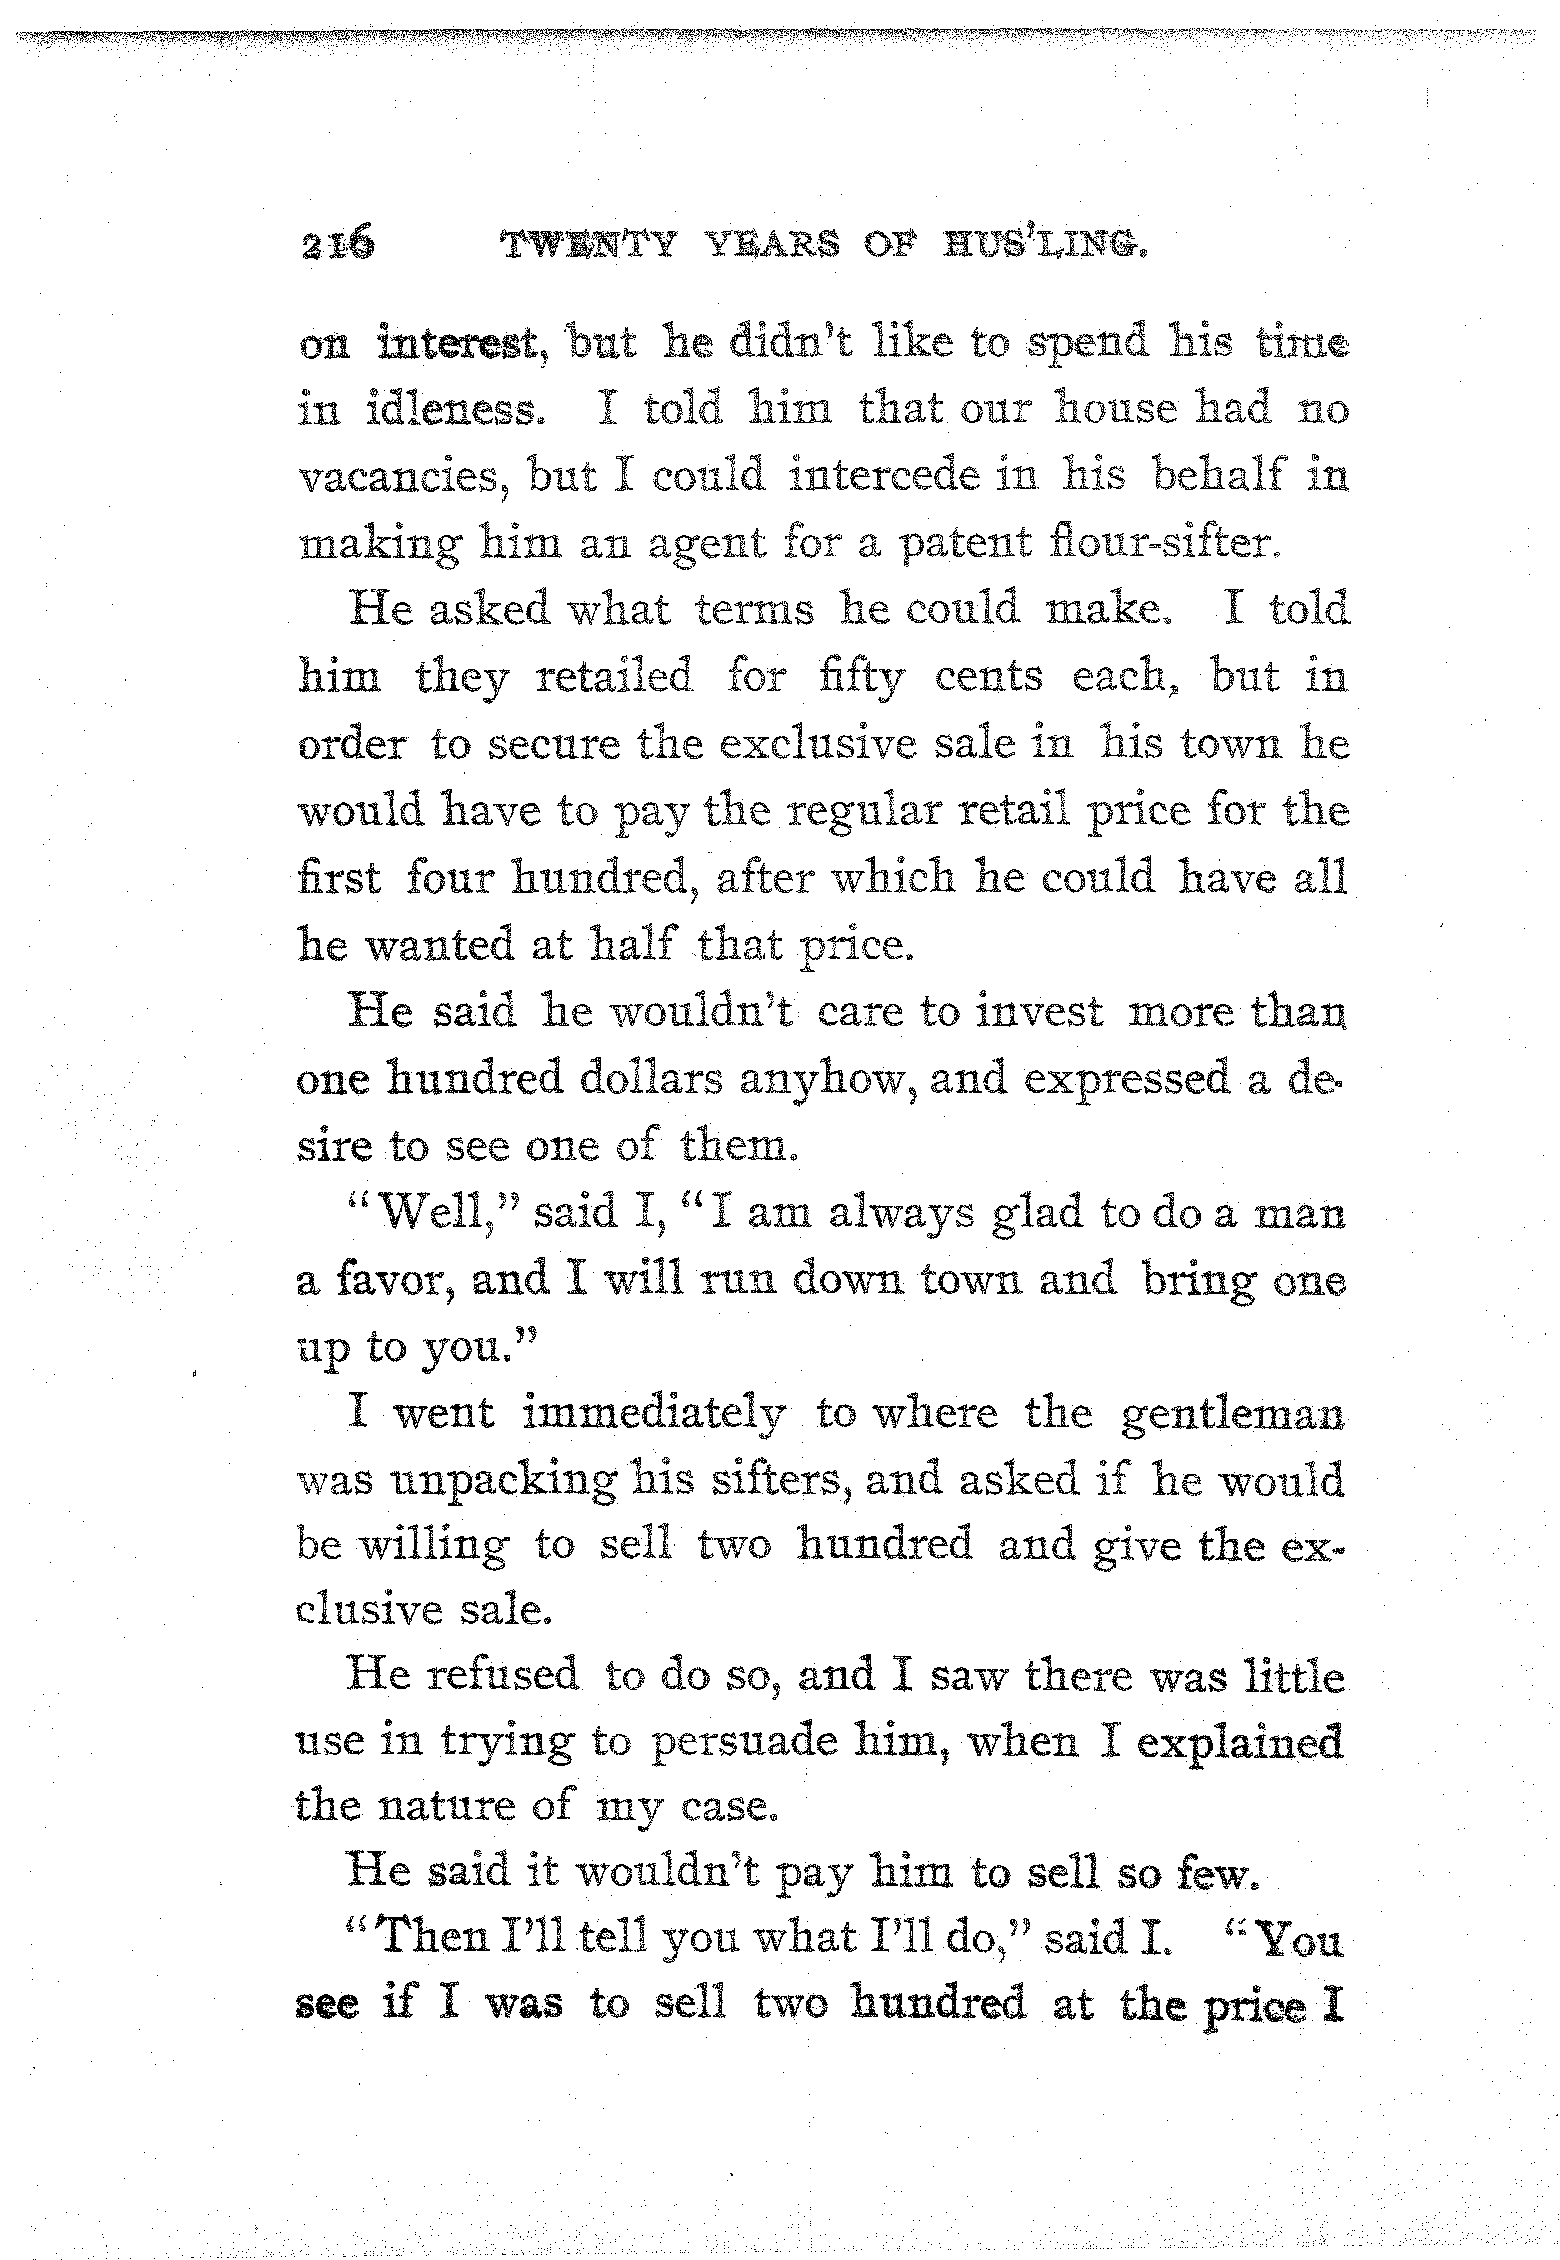 216 TWENTY YEARS OF HUS'LING.
on interest, but he didn't like to spend his time
in idleness. I told him that our house had no
vacancies, but I could intercede in his behalf in
making him an agent for a patent flour-sifter.
He asked what terms he could make. I told
him they retailed for fifty cents each, but in
order to secure the exclusive sale in his town he
would have to pay the regular retail price for the
first four hundred, after which he could have all
he wanted at half that price.
He said he wouldn't care to invest more than
one hundred dollars anyhow, and expressed a de-
sire to see one of them.
"Well," said I, "I am always glad to do a man
a favor, and I will run down town and bring one
up to you."
I went immediately to where the gentleman
was unpacking his sifters, and asked if he would
be willing to sell two hundred and give the ex-
clusive sale.
He refused to do so, and I saw there was little
use in trying to persuade him, when I explained
the nature of my case.
He said it wouldn't pay him to sell so few.
"Then I'll tell you what I'll do," said I. "You
see if I was to sell two hundred at the price I